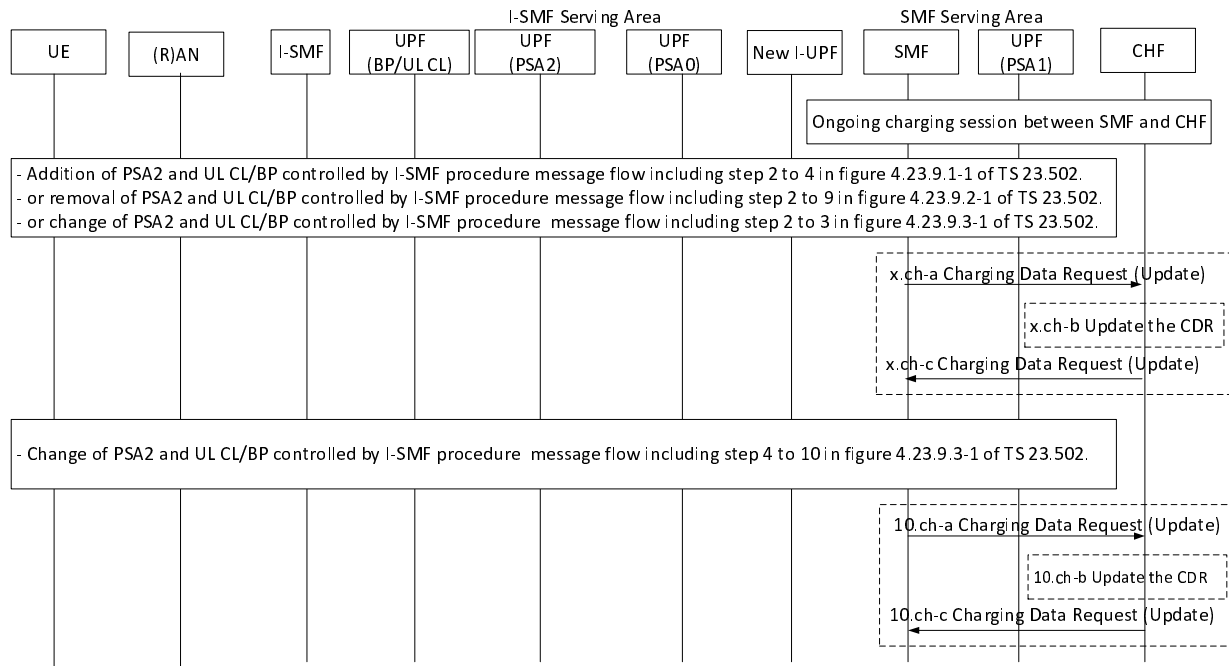 I-SMF Serving Area
SMF Serving Area
UE
(R)AN
I-SMF
UPF
(BP/UL CL)
UPF
(PSA2)
UPF
(PSA0)
New I-UPF
SMF
UPF
(PSA1)
CHF
Ongoing charging session between SMF and CHF
- Addition of PSA2 and UL CL/BP controlled by I-SMF procedure message flow including step 2 to 4 in figure 4.23.9.1-1 of TS 23.502.
- or removal of PSA2 and UL CL/BP controlled by I-SMF procedure message flow including step 2 to 9 in figure 4.23.9.2-1 of TS 23.502.
- or change of PSA2 and UL CL/BP controlled by I-SMF procedure message flow including step 2 to 3 in figure 4.23.9.3-1 of TS 23.502.
x.ch-a Charging Data Request (Update)
x.ch-b Update the CDR
x.ch-c Charging Data Request (Update)
- Change of PSA2 and UL CL/BP controlled by I-SMF procedure message flow including step 4 to 10 in figure 4.23.9.3-1 of TS 23.502.
10.ch-a Charging Data Request (Update)
10.ch-b Update the CDR
10.ch-c Charging Data Request (Update)